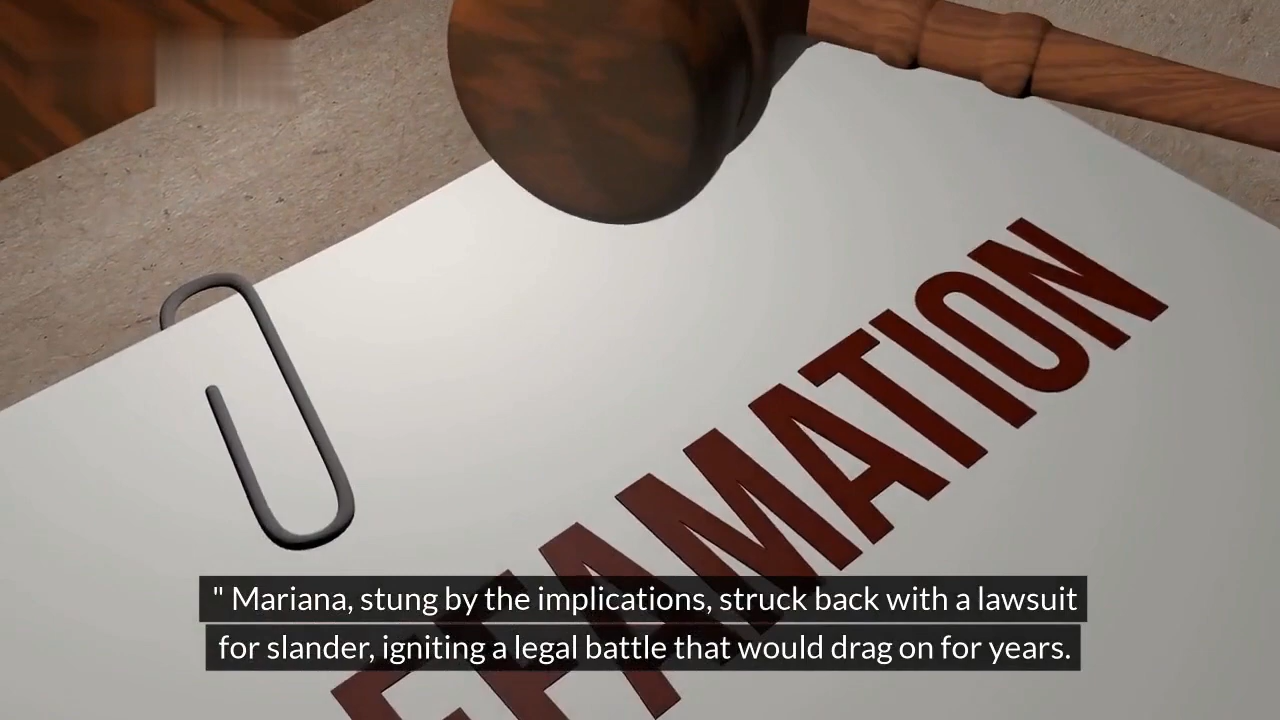 EFAMATION
" Mariana, stung by the implications, struck back with a lawsuit
for slander, igniting a legal battle that would drag on for years.